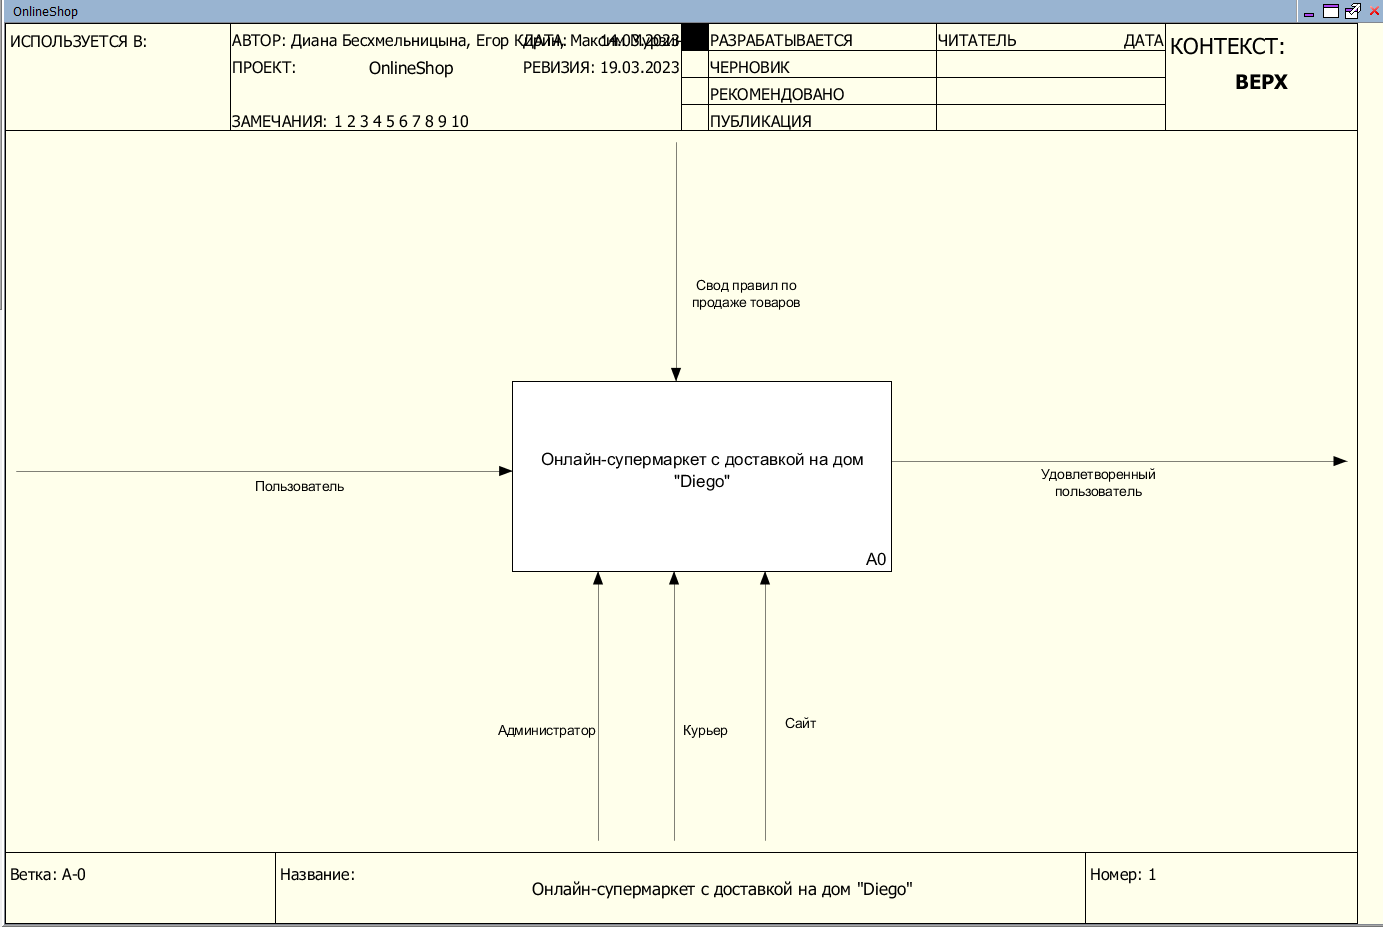 OnlineShop
ИСПОЛЬЗУЕТСЯ В:
АВТОР: Диана Бесхмельницына, Егор Максим
ДАТА: 14.03.2023
РАЗРАБАТЫВАЕТСЯ
ЧИТАТЕЛЬ
ДАТА
КОНТЕКСТ:
ПРОЕКТ: OnlineShop
РЕВИЗИЯ: 19.03.2023
ЧЕРНОВИК
ВЕРХ
РЕКОМЕНДОВАНО
ЗАМЕЧАНИЯ: 1 2 3 4 5 6 7 8 9 10
ПУБЛИКАЦИЯ
Свод правил по
продаже товаров
Онлайн-супермаркет с доставкой на дом
"Diego"
A0
Пользователь
Удовлетворенный
пользователь
Администратор
Курьер
Сайт
Ветка: A-0
Название:
Онлайн-супермаркет с доставкой на дом "Diego"
Номер: 1